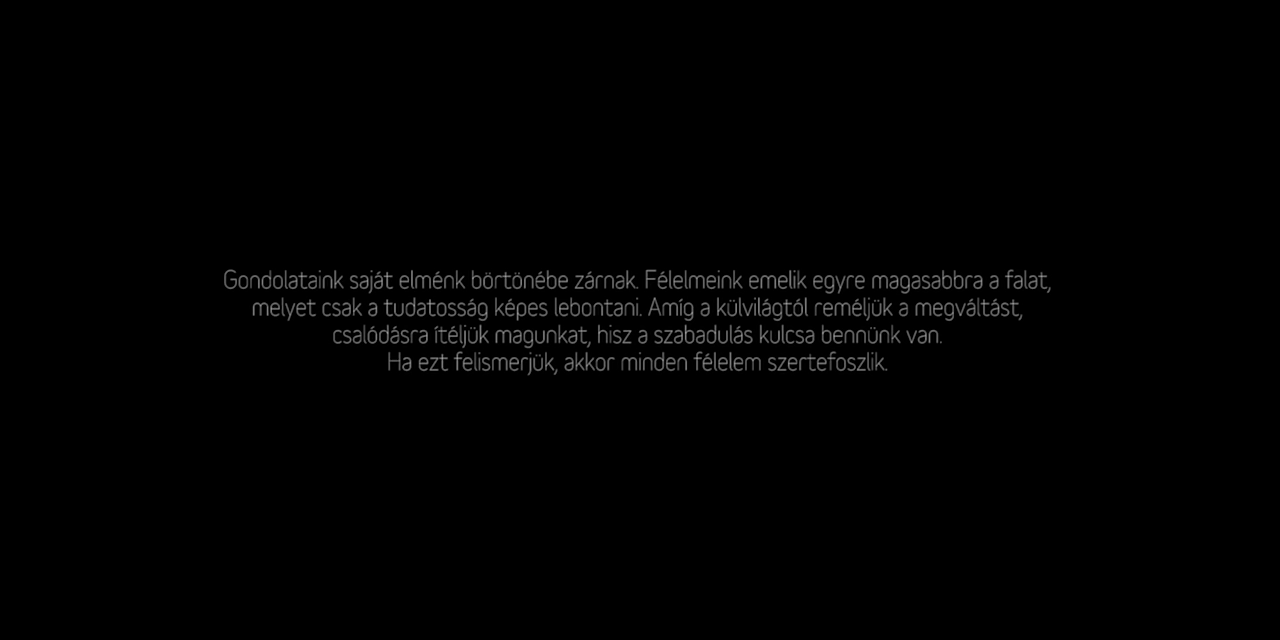 Gondolataink saját elménk börtönébe zárnak. Félelmeink emelik egyre magasabbra a falat,
melyet csak a tudatosság képes lebontani. Amíg a külvilágtól reméljük a megváltást,
csalódásra ítéljük magunkat, hisz a szabadulás kulcsa bennünk van.
Ha ezt felismerjük, akkor minden félelem szertefoszlik.